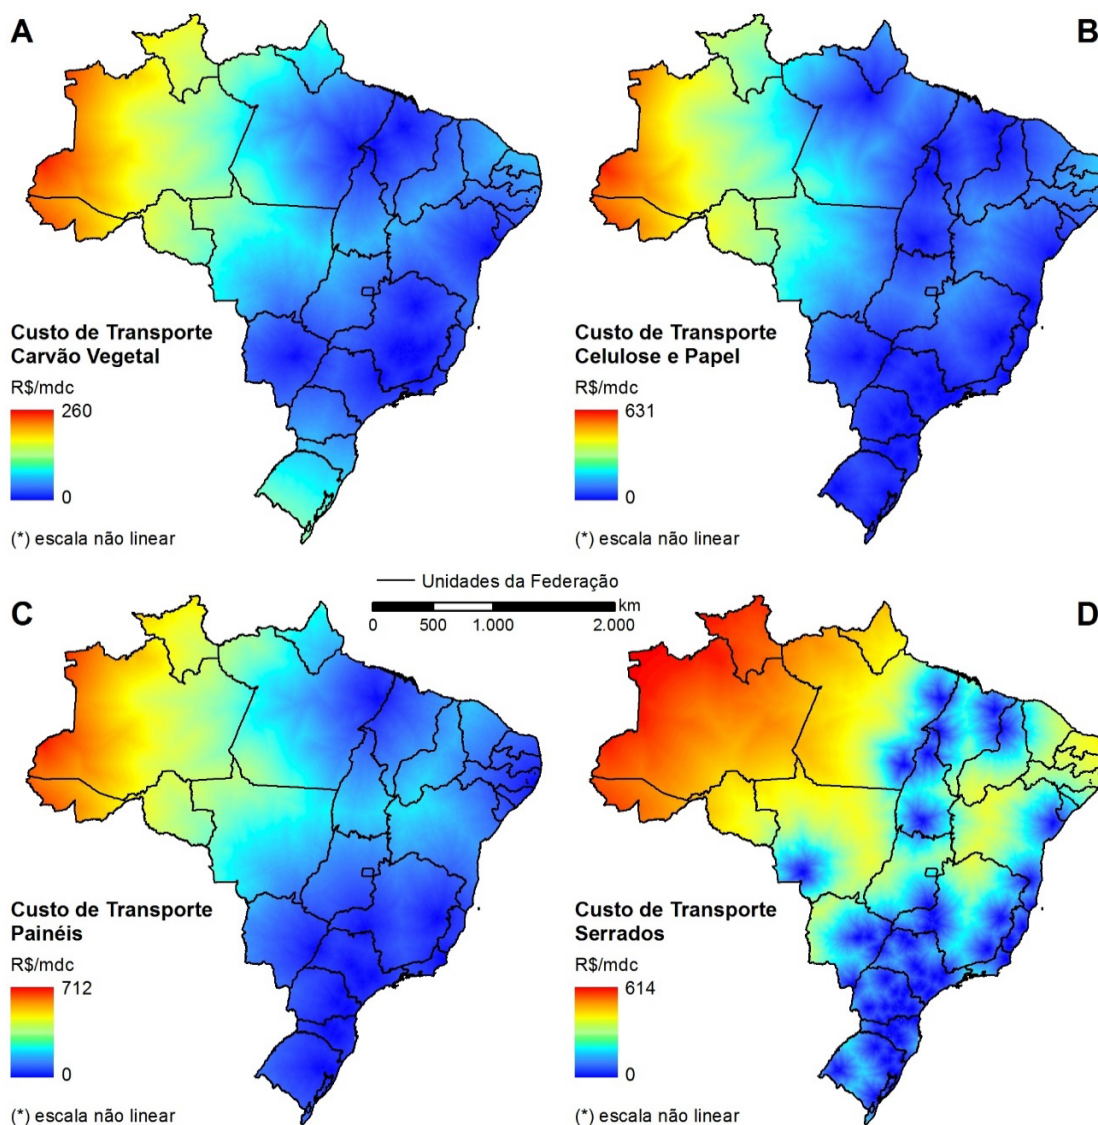 A
B
Custo de Transporte
Carvão Vegetal
R$/mdc
260
0
(*) escala não linear
Custo de Transporte
Celulose e Papel
R$/mdc
631
0
(*) escala não linear
Unidades da Federação
km
0 500 1.000 2.000
C
D
Custo de Transporte
Painéis
R$/mdc
712
0
(*) escala não linear
Custo de Transporte
Serrados
R$/mdc
614
0
(*) escala não linear